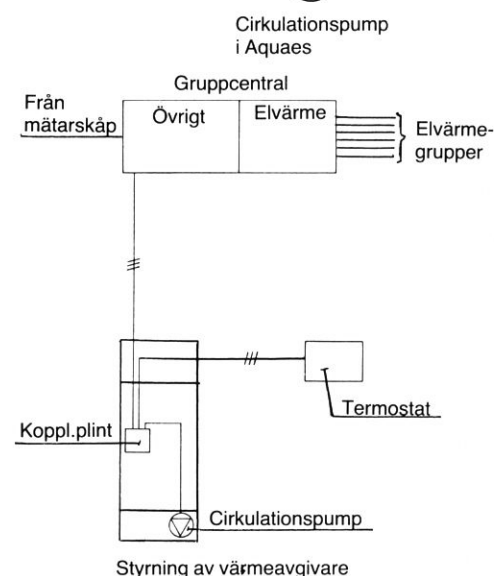 Cirkulationspump
i Aquaes
Gruppcentral
Från
mätarskåp
Övrigt
Elvärme
Elvärme-
grupper
Termostat
Koppl.plint
Cirkulationspump
Styrning av värmeavgivare